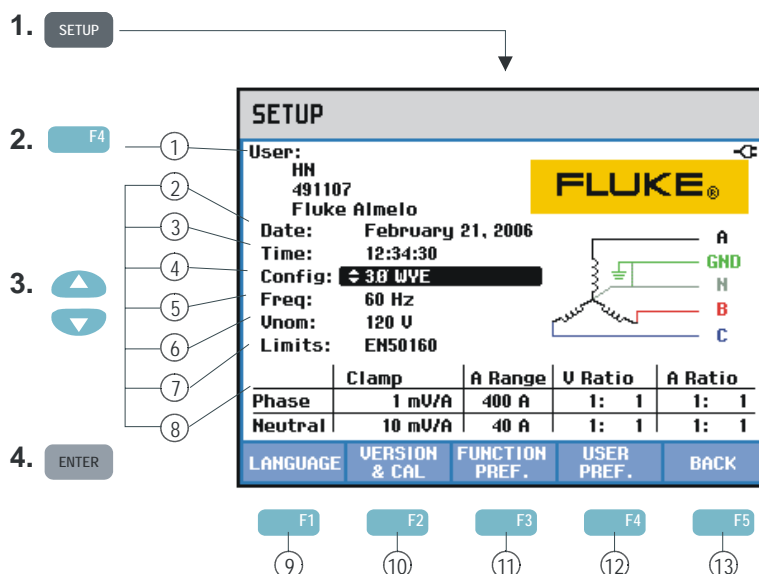 1. SETUP
SETUP
2. F4
1
User:
HN
491107
Fluke Almelo
FLUKE®
2
Date: February 21, 2006
3
Time: 12:34:30
4
Config: 3Ø WYE
5
Freq: 60 Hz
6
Vnom: 120 V
7
Limits: EN50160
8
3.
A
GND
N
B
C
Clamp A Range V Ratio A Ratio
Phase 1 mV/A 400 A 1: 1 1: 1
Neutral 10 mV/A 40 A 1: 1 1: 1
4. ENTER
LANGUAGE VERSION & CAL FUNCTION PREF. USER PREF. BACK
F1 F2 F3 F4 F5
9 10 11 12 13